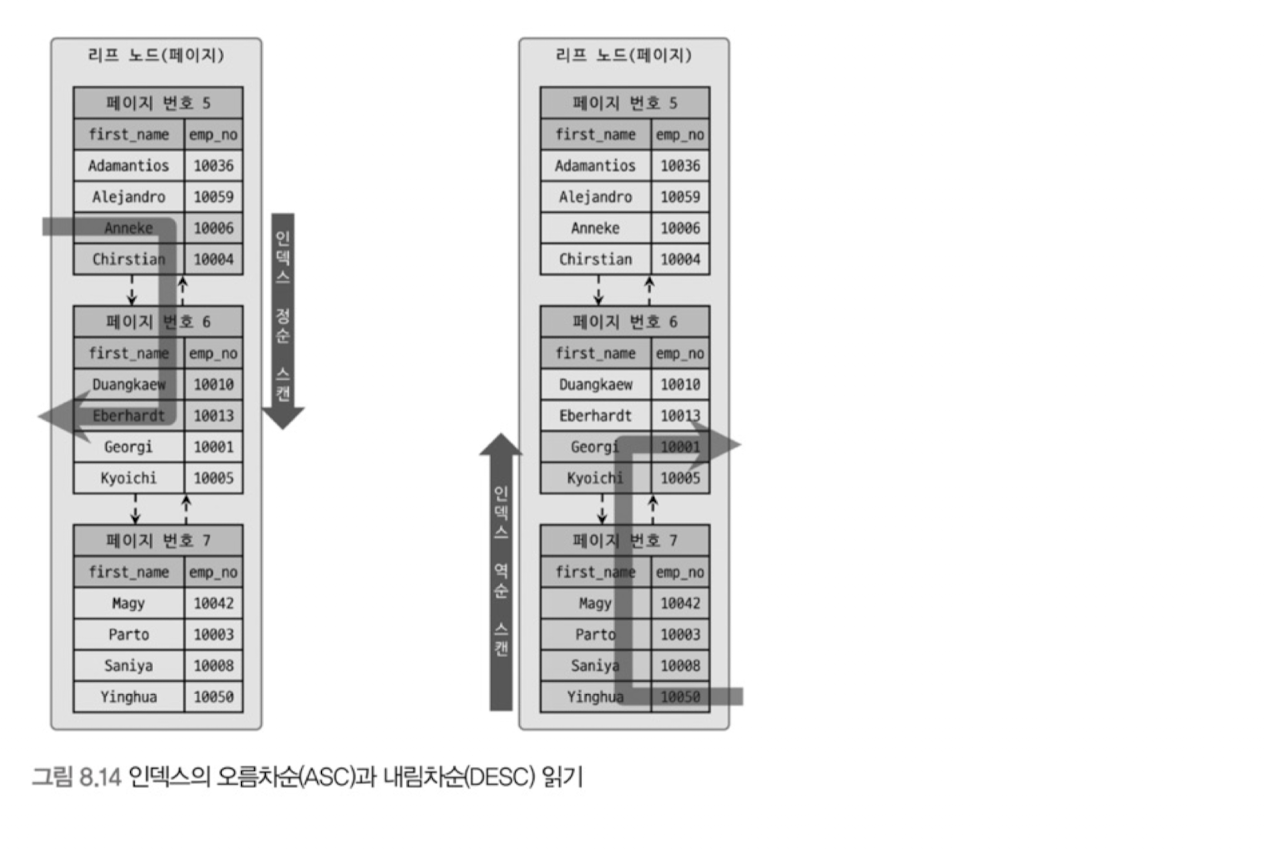 리프 노드(페이지)
페이지 번호 5
first_name emp_no
Adamantios 10036
Alejandro 10059
Anneke 10006
Chirstian 10004
페이지 번호 6
first_name emp_no
Duangkaew 10010
Eberhardt 10013
Georgi 10001
Kyoichi 10005
페이지 번호 7
first_name emp_no
Magy 10042
Parto 10003
Saniya 10008
Yinghua 10050
인덱스 정순 스캔
리프 노드(페이지)
페이지 번호 5
first_name emp_no
Adamantios 10036
Alejandro 10059
Anneke 10006
Chirstian 10004
페이지 번호 6
first_name emp_no
Duangkaew 10010
Eberhardt 10013
Georgi 10001
Kyoichi 10005
페이지 번호 7
first_name emp_no
Magy 10042
Parto 10003
Saniya 10008
Yinghua 10050
인덱스 역순 스캔
그림 8.14 인덱스의 오름차순(ASC)과 내림차순(DESC) 읽기